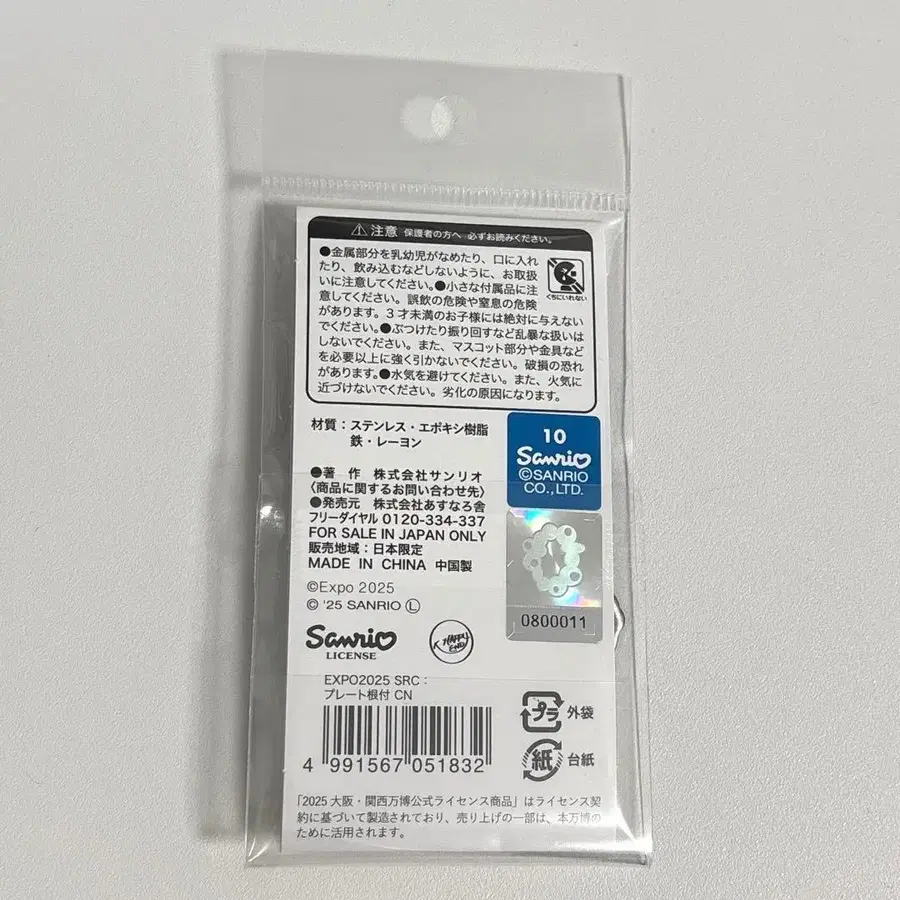 ⚠注意 保護者の方へ 必ずお読みください。
●金属部分を乳幼児がなめたり、口に入れ
たり、飲み込むなどしないように、お取扱
いに注意してください。●小さな付属品に注
意してください。誤飲の危険や窒息の危険
があります。3才未満のお子様には絶対に与えない
でください。●ぶつけたり振り回すなど乱暴な扱いは
しないでください。また、マスコット部分や金具など
を必要以上に強く引かないでください。破損の恐れ
があります。●水気を避けてください。また、火気に
近づけないでください。劣化の原因になります。
くちにいれない
材質：ステンレス・エポキシ樹脂
鉄・レーヨン
10
Sanrio
©SANRIO
CO.,LTD.
●著 作 株式会社サンリオ
〈商品に関するお問い合わせ先〉
●発売元 株式会社あすなろ舎
フリーダイヤル 0120-334-337
FOR SALE IN JAPAN ONLY
販売地域：日本限定
MADE IN CHINA 中国製
©Expo 2025
© '25 SANRIO Ⓛ
0800011
Sanrio
LICENSE
HAPPY
END
EXPO2025 SRC：
プレート根付 CN
4 991567 051832
プラ 外袋
紙 台紙
「2025 大阪・関西万博公式ライセンス商品」はライセンス契
約に基づいて製造されており、売り上げの一部は、本万博の
ために活用されます。